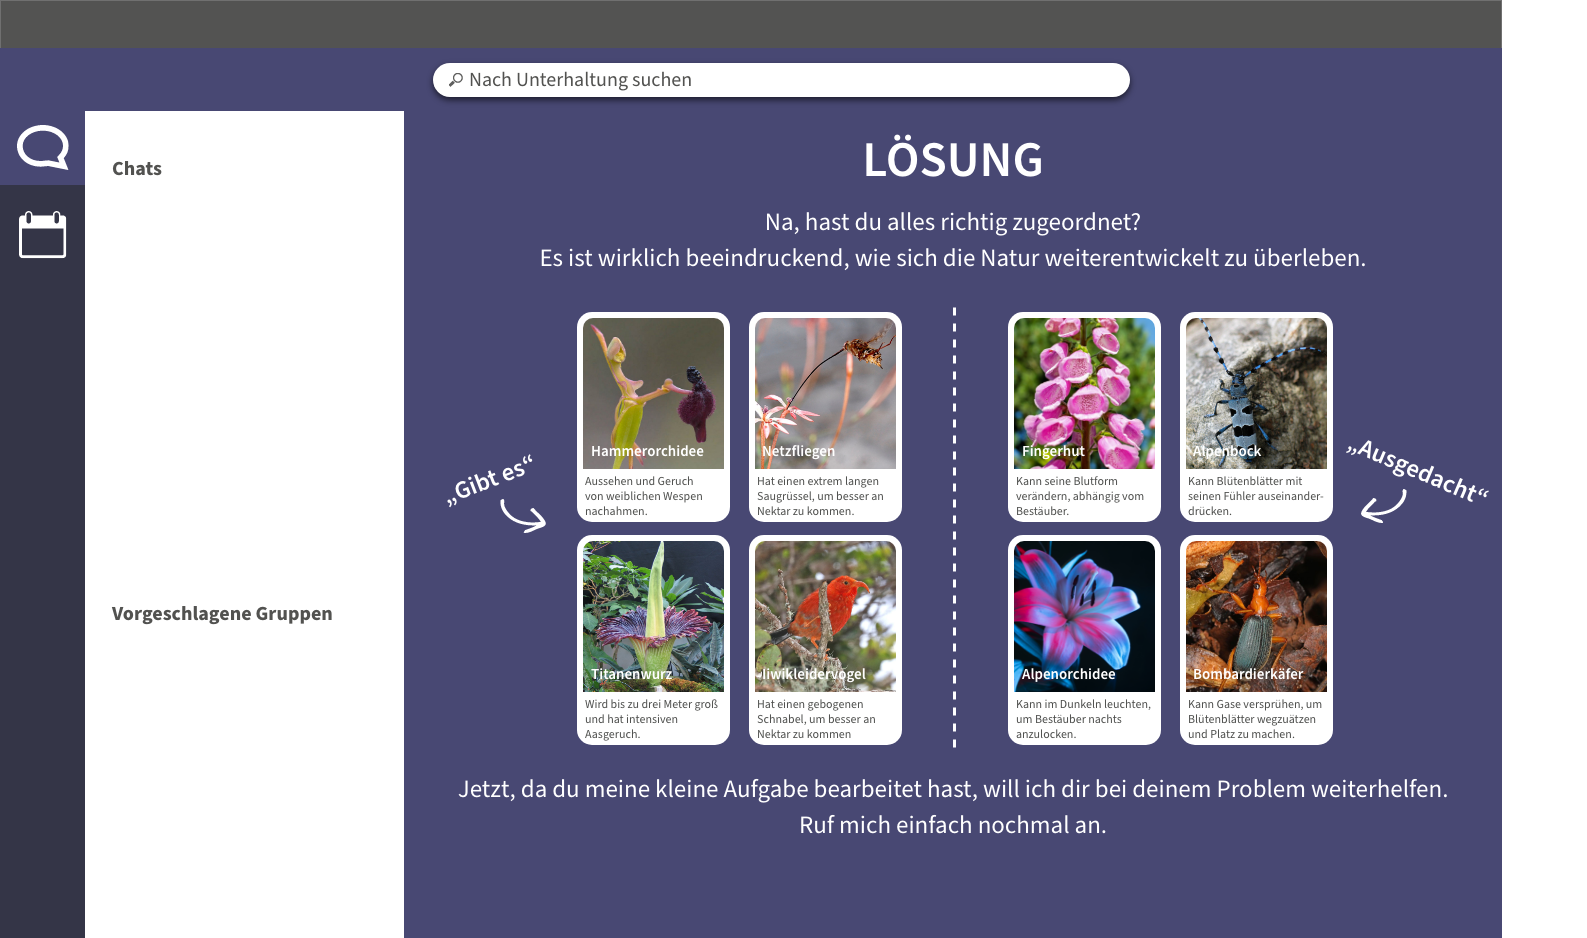 Nach Unterhaltung suchen
Chats
Vorgeschlagene Gruppen
LÖSUNG
Na, hast du alles richtig zugeordnet?
Es ist wirklich beeindruckend, wie sich die Natur weiterentwickelt zu überleben.
„Gibt es“
Hammerorchidee
Aussehen und Geruch
von weiblichen Wespen
nachahmen.
Netzfliegen
Hat einen extrem langen
Saugrüssel, um besser an
Nektar zu kommen.
Titanenwurz
Wird bis zu drei Meter groß
und hat intensiven
Aasgeruch.
Iiwikleidervogel
Hat einen gebogenen
Schnabel, um besser an
Nektar zu kommen
„Ausgedacht“
Fingerhut
Kann seine Blutform
verändern, abhängig vom
Bestäuber.
Alpenbock
Kann Blütenblätter mit
seinen Fühler auseinander-
drücken.
Alpenorchidee
Kann im Dunkeln leuchten,
um Bestäuber nachts
anzulocken.
Bombardierkäfer
Kann Gase versprühen, um
Blütenblätter wegzuätzen
und Platz zu machen.
Jetzt, da du meine kleine Aufgabe bearbeitet hast, will ich dir bei deinem Problem weiterhelfen.
Ruf mich einfach nochmal an.